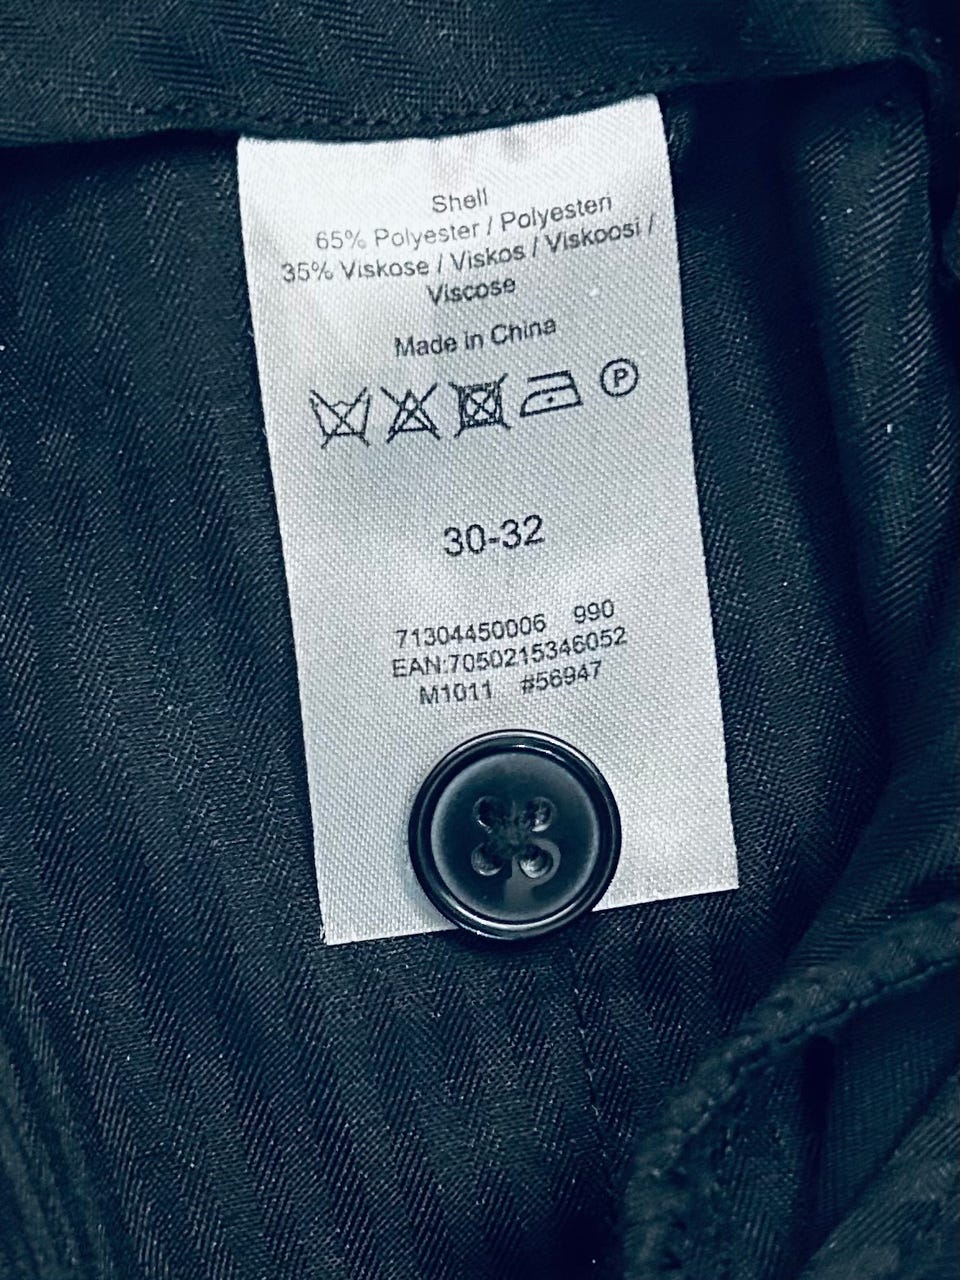 Shell
65% Polyester / Polyesteri
35% Viskose / Viskos / Viskoosi /
Viscose
Made in China
P
30-32
71304450006 990
EAN:7050215346052
M1011 #56947